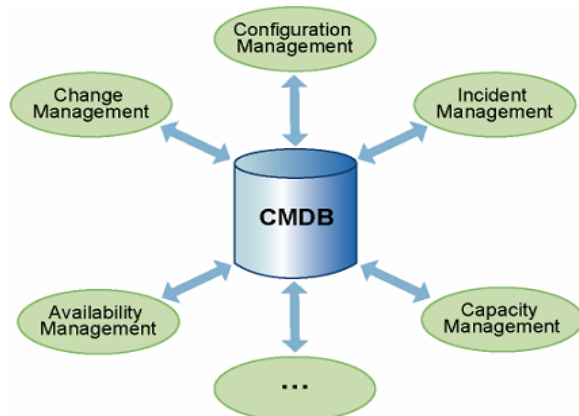 Configuration
Management
Change
Management
Incident
Management
CMDB
Availability
Management
Capacity
Management
...